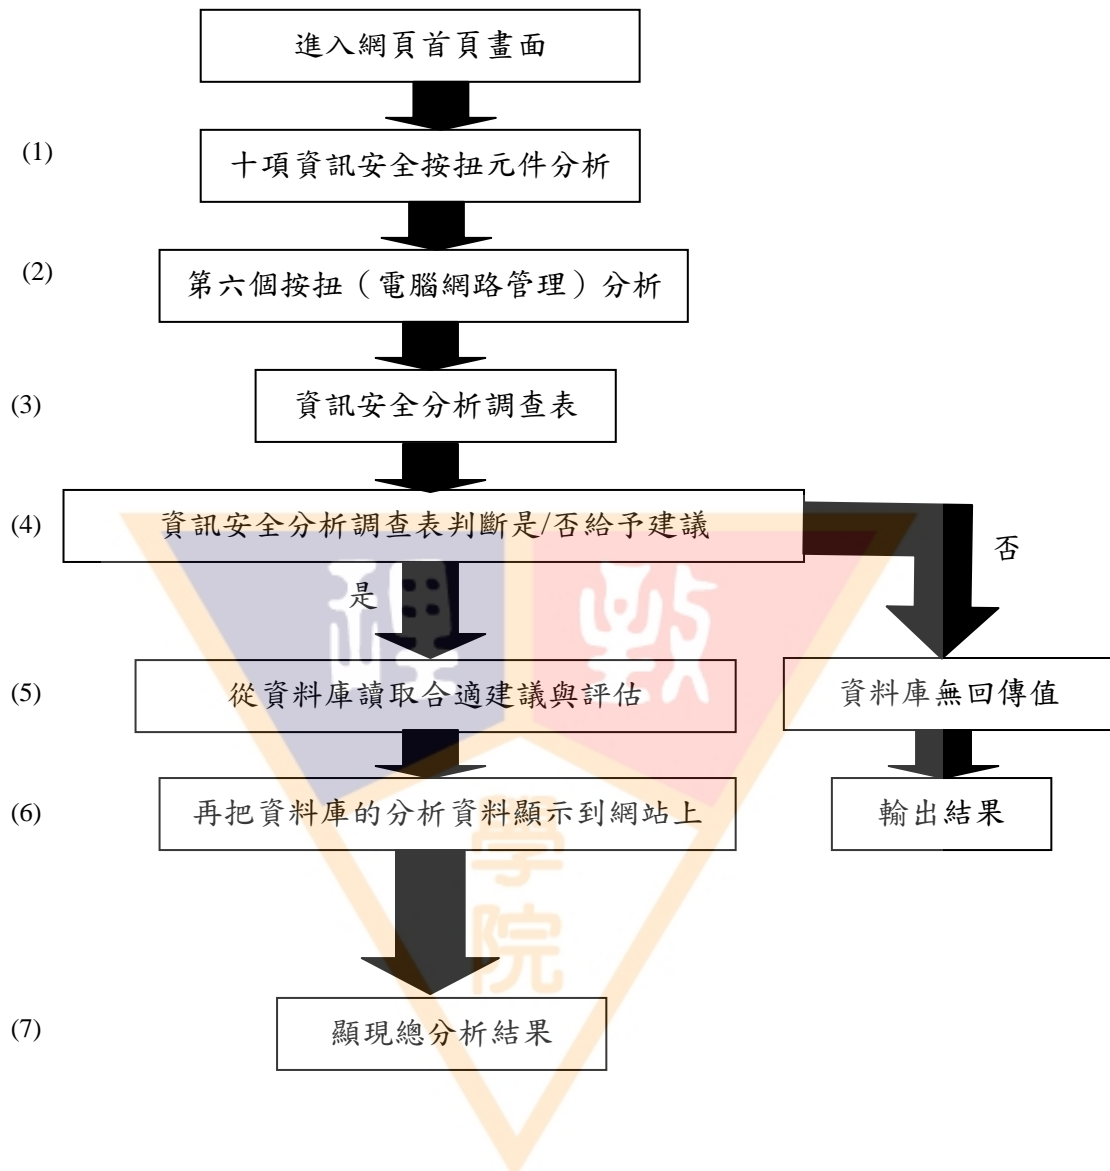 進入網頁首頁畫面
(1)
十項資訊安全按扭元件分析
(2)
第六個按扭（電腦網路管理）分析
(3)
資訊安全分析調查表
(4)
資訊安全分析調查表判斷是/否給予建議
否
是
(5)
從資料庫讀取合適建議與評估
資料庫無回傳值
(6)
再把資料庫的分析資料顯示到網站上
輸出結果
(7)
顯現總分析結果
理
學
院